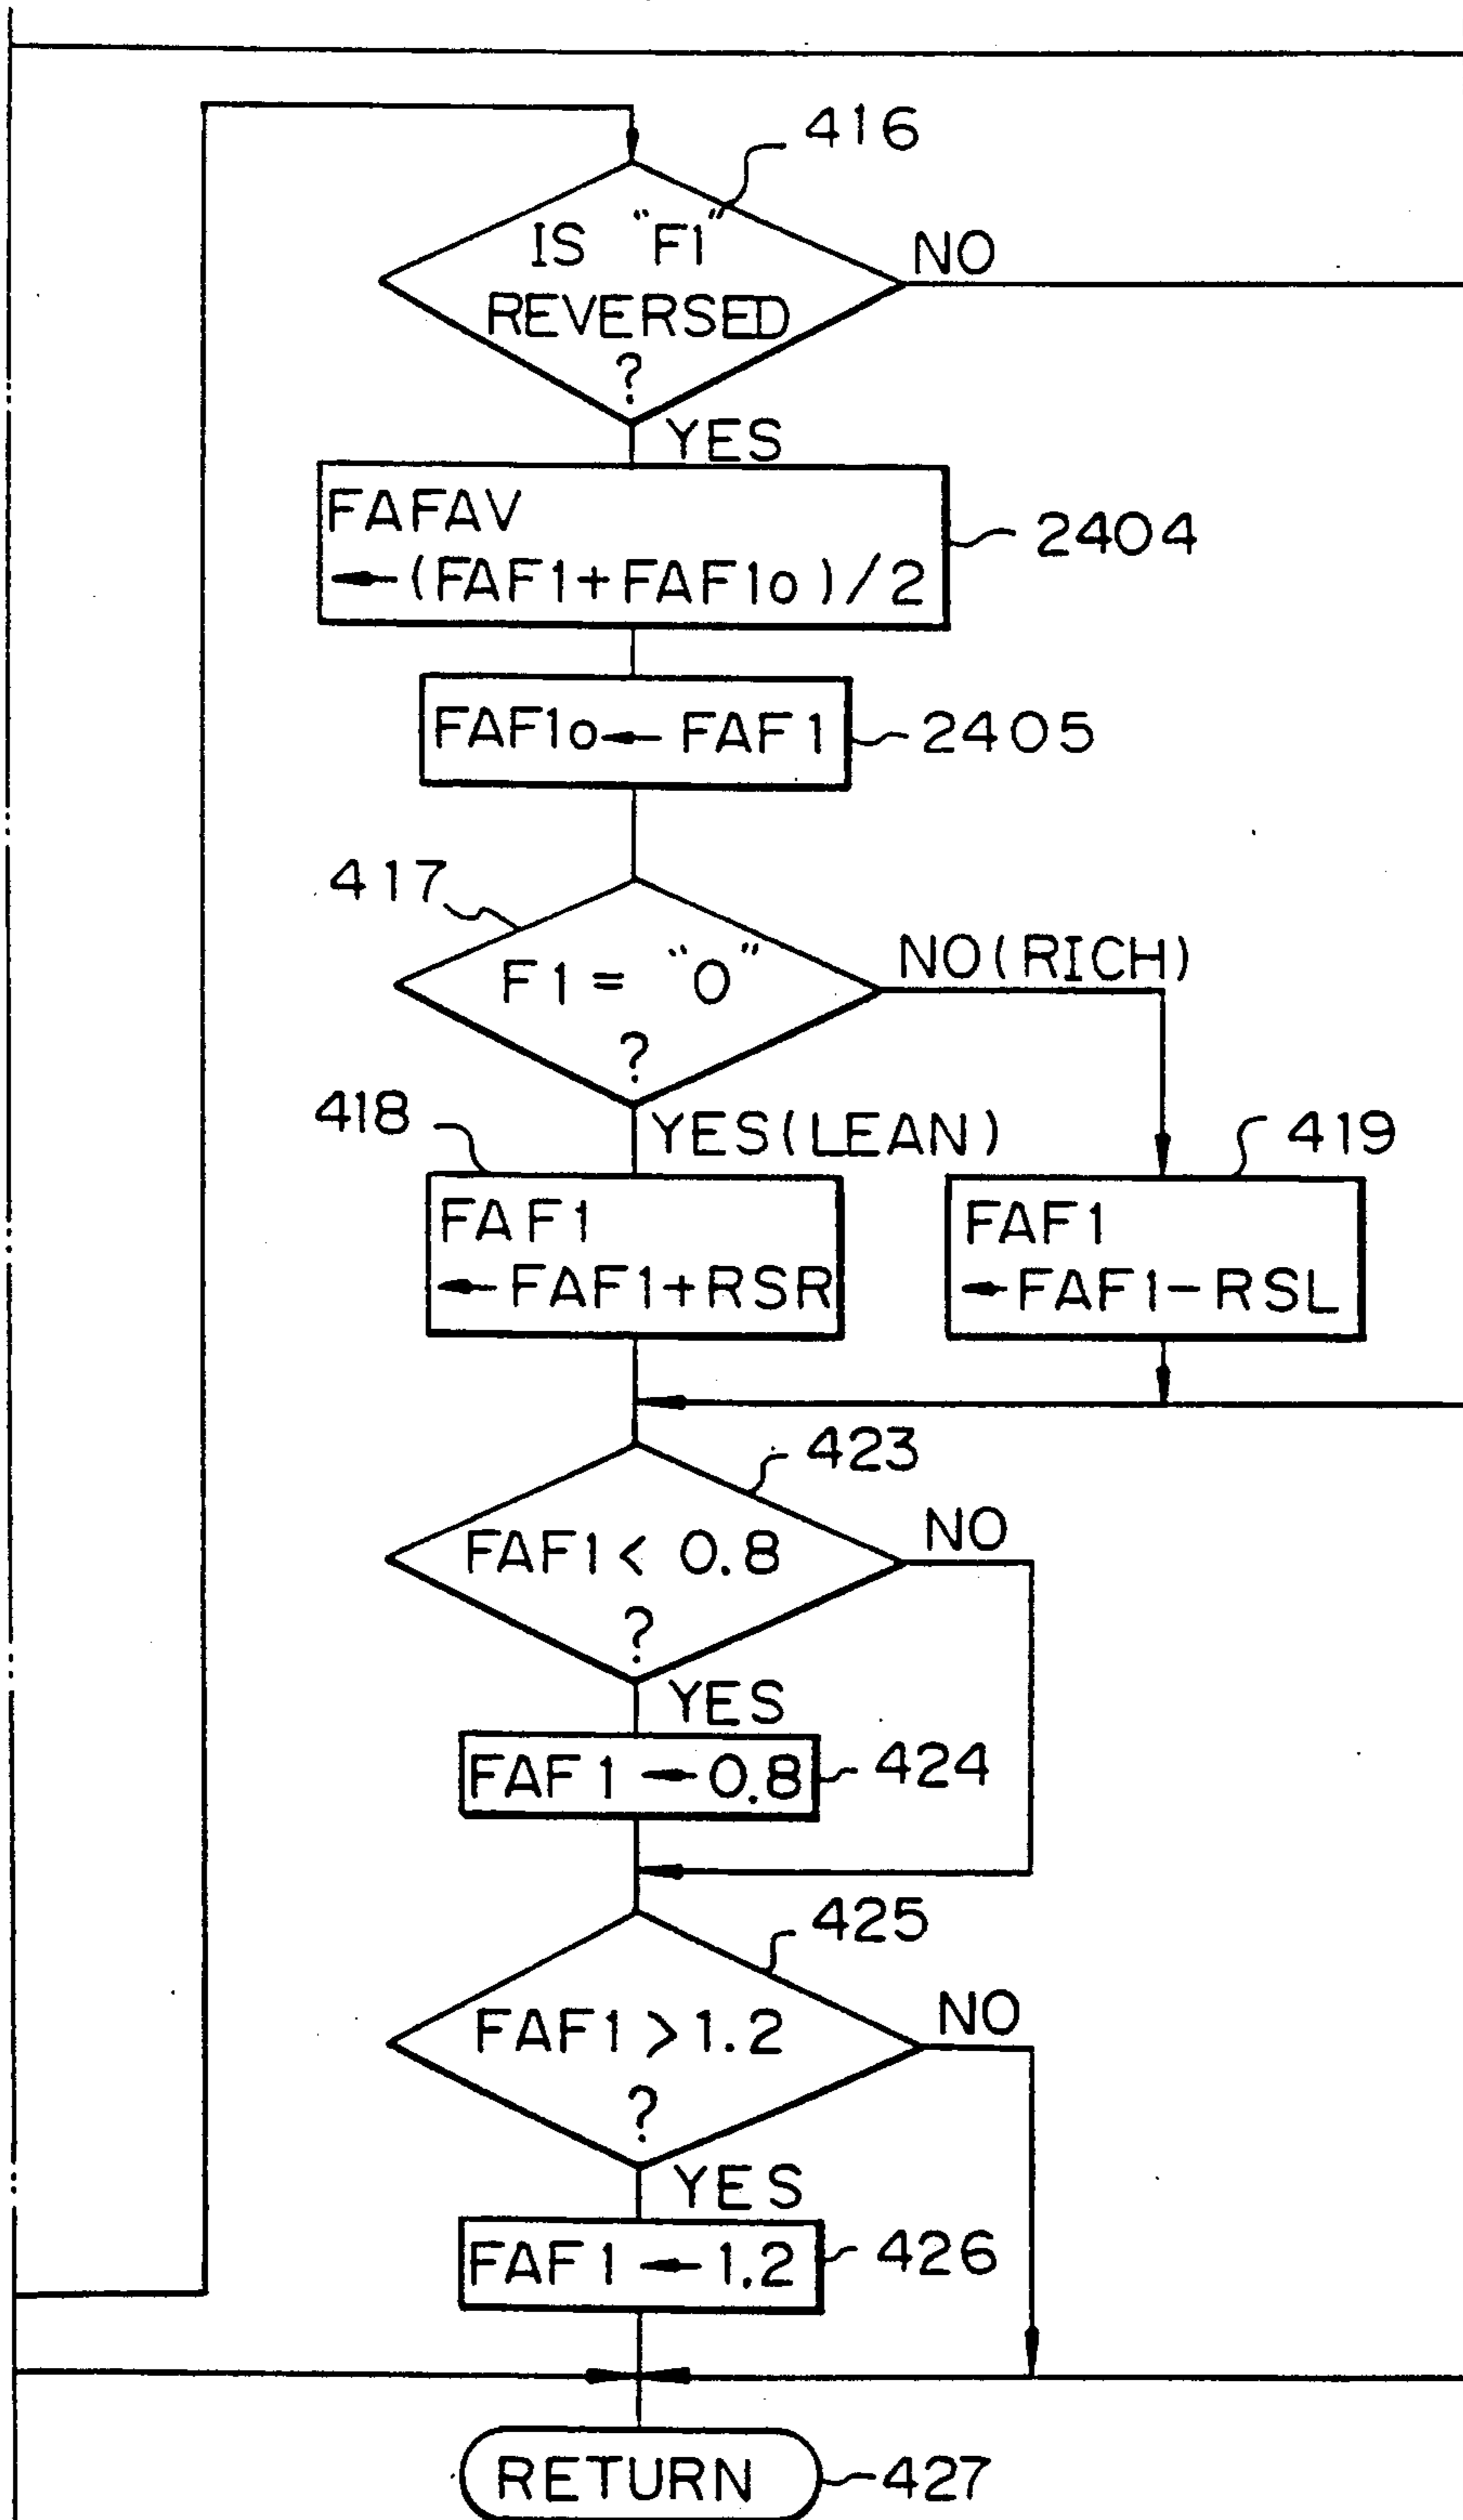 416
IS "F1"
REVERSED
?
NO
YES
FAFAV
←(FAF1+FAF1o)/2
2404
FAF1o← FAF1
2405
417
F1= "0"
?
NO(RICH)
YES(LEAN)
418
FAF1
←FAF1+RSR
419
FAF1
←FAF1-RSL
423
FAF1< 0.8
?
NO
YES
FAF1←0.8
424
425
FAF1>1.2
?
NO
YES
FAF1←1.2
426
RETURN
427